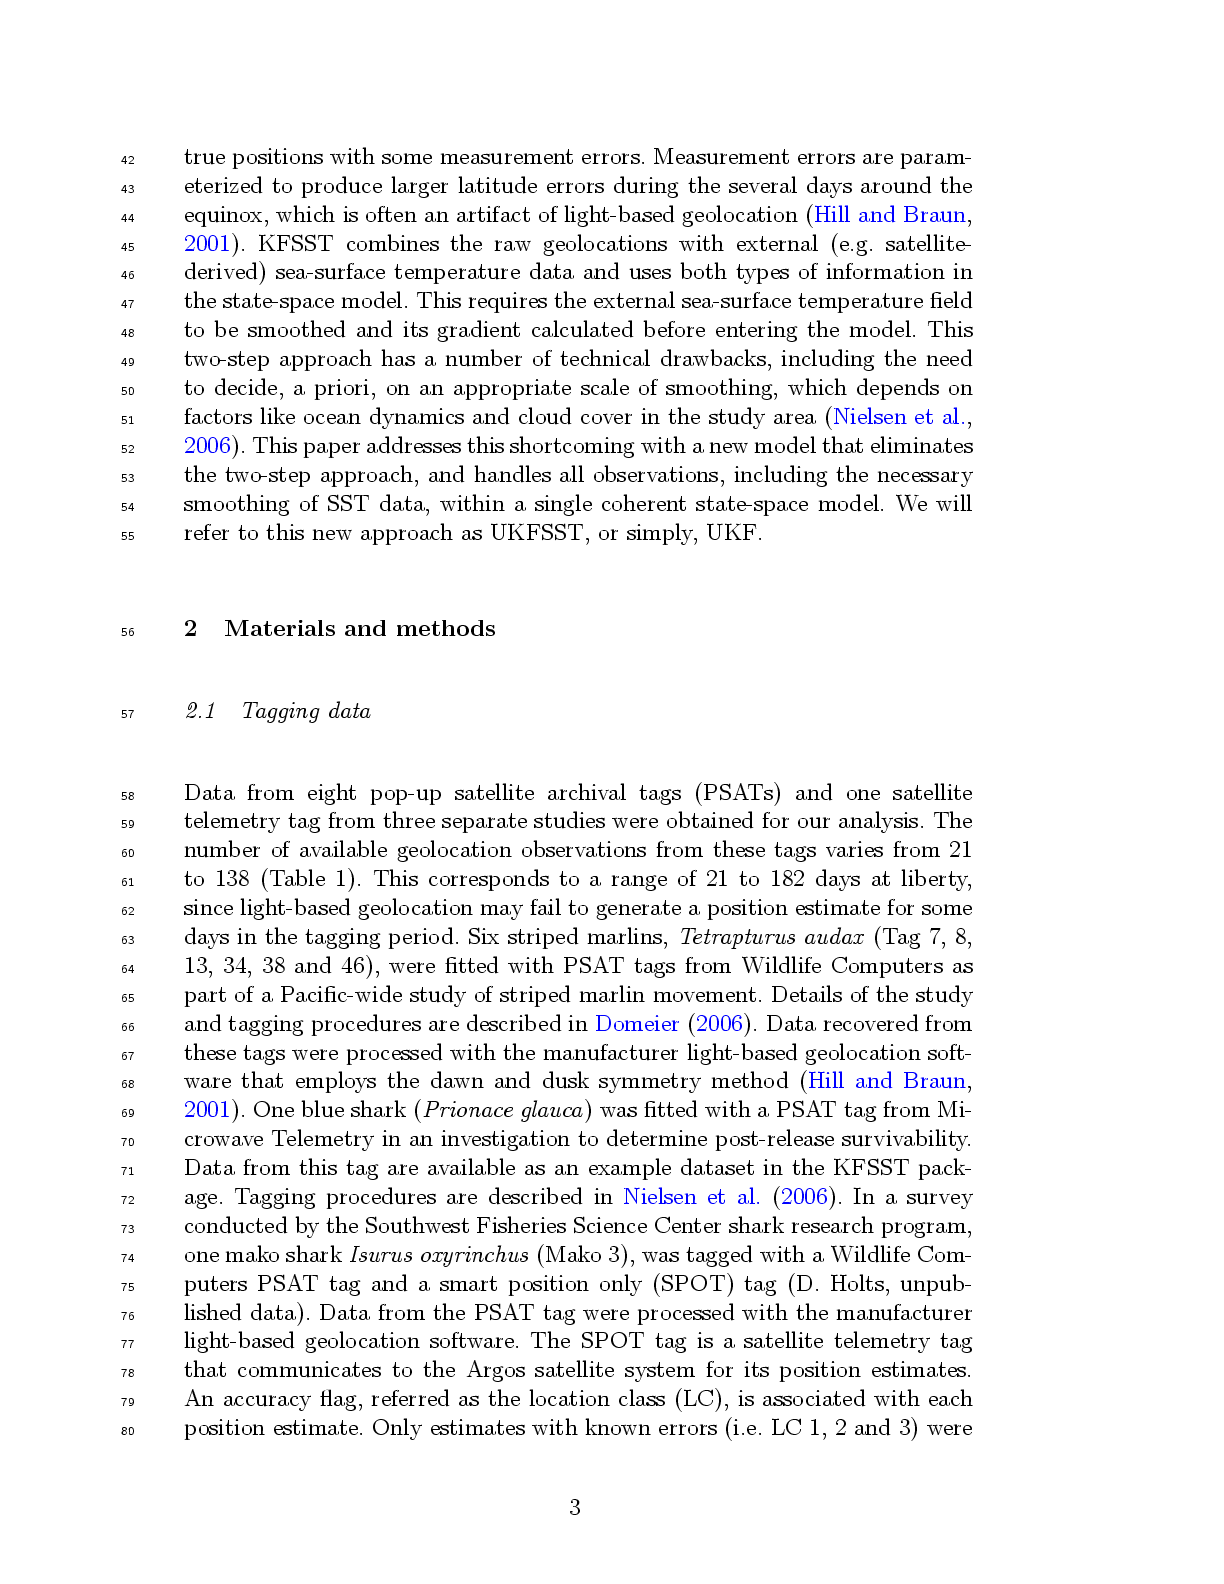 42 true positions with some measurement errors. Measurement errors are param-
43 eterized to produce larger latitude errors during the several days around the
44 equinox, which is often an artifact of light-based geolocation (Hill and Braun,
45 2001). KFSST combines the raw geolocations with external (e.g. satellite-
46 derived) sea-surface temperature data and uses both types of information in
47 the state-space model. This requires the external sea-surface temperature field
48 to be smoothed and its gradient calculated before entering the model. This
49 two-step approach has a number of technical drawbacks, including the need
50 to decide, a priori, on an appropriate scale of smoothing, which depends on
51 factors like ocean dynamics and cloud cover in the study area (Nielsen et al.,
52 2006). This paper addresses this shortcoming with a new model that eliminates
53 the two-step approach, and handles all observations, including the necessary
54 smoothing of SST data, within a single coherent state-space model. We will
55 refer to this new approach as UKFSST, or simply, UKF.
56 2 Materials and methods
57 2.1 Tagging data
58 Data from eight pop-up satellite archival tags (PSATs) and one satellite
59 telemetry tag from three separate studies were obtained for our analysis. The
60 number of available geolocation observations from these tags varies from 21
61 to 138 (Table 1). This corresponds to a range of 21 to 182 days at liberty,
62 since light-based geolocation may fail to generate a position estimate for some
63 days in the tagging period. Six striped marlins, Tetrapturus audax (Tag 7, 8,
64 13, 34, 38 and 46), were fitted with PSAT tags from Wildlife Computers as
65 part of a Pacific-wide study of striped marlin movement. Details of the study
66 and tagging procedures are described in Domeier (2006). Data recovered from
67 these tags were processed with the manufacturer light-based geolocation soft-
68 ware that employs the dawn and dusk symmetry method (Hill and Braun,
69 2001). One blue shark (Prionace glauca) was fitted with a PSAT tag from Mi-
70 crowave Telemetry in an investigation to determine post-release survivability.
71 Data from this tag are available as an example dataset in the KFSST pack-
72 age. Tagging procedures are described in Nielsen et al. (2006). In a survey
73 conducted by the Southwest Fisheries Science Center shark research program,
74 one mako shark Isurus oxyrinchus (Mako 3), was tagged with a Wildlife Com-
75 puters PSAT tag and a smart position only (SPOT) tag (D. Holts, unpub-
76 lished data). Data from the PSAT tag were processed with the manufacturer
77 light-based geolocation software. The SPOT tag is a satellite telemetry tag
78 that communicates to the Argos satellite system for its position estimates.
79 An accuracy flag, referred as the location class (LC), is associated with each
80 position estimate. Only estimates with known errors (i.e. LC 1, 2 and 3) were
3